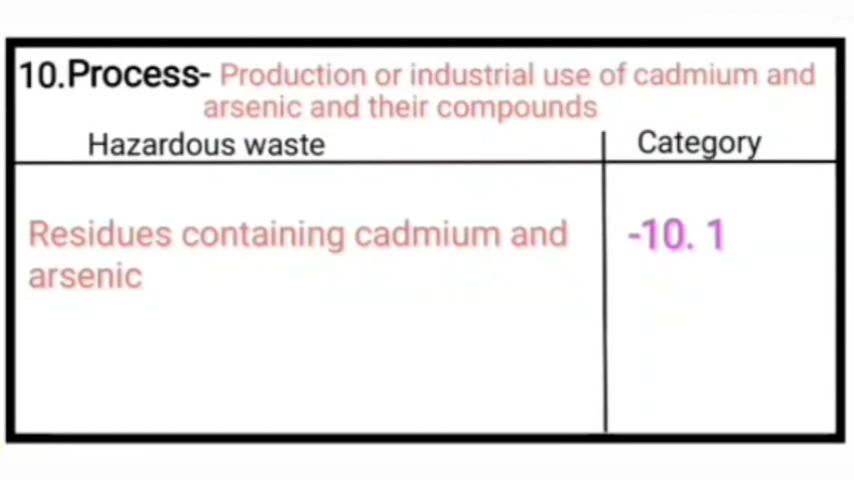 10.Process- Production or industrial use of cadmium and
arsenic and their compounds
Hazardous waste Category
Residues containing cadmium and -10. 1
arsenic